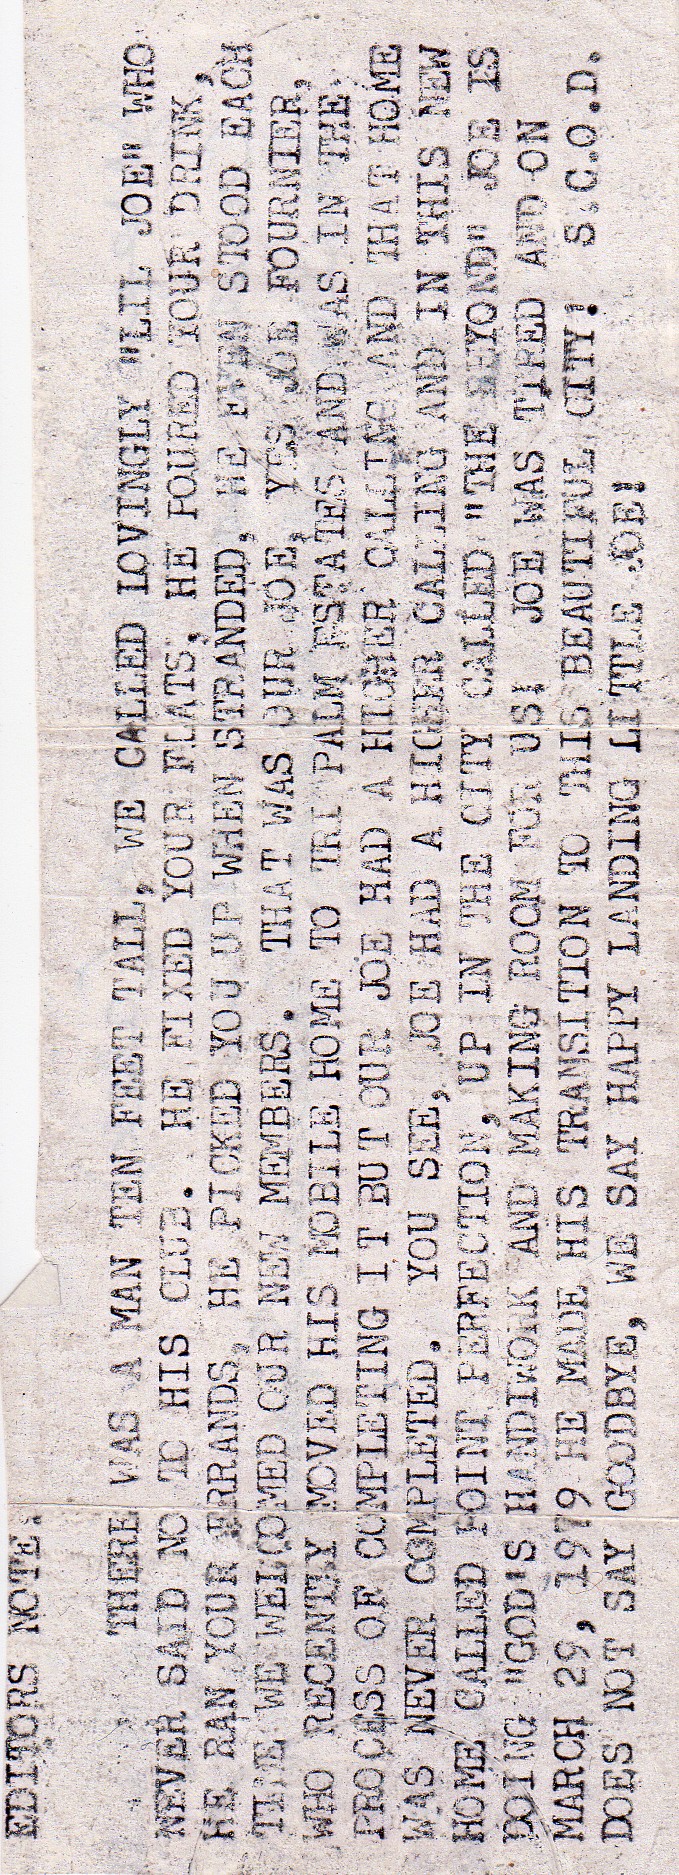 EDITORS NOTE:
THERE WAS A MAN TEN FEET TALL, WE CALLED LOVINGLY "LIL JOE" WHO
NEVER SAID NO TO HIS CLUB. HE FIXED YOUR FLATS, HE POURED YOUR DRINK,
HE RAN YOUR ERRANDS, HE PICKED YOU UP WHEN STRANDED, HE EVEN STOOD EACH
TIME WE WELCOMED OUR NEW MEMBERS. THAT WAS OUR JOE, YES JOE FOURNIER,
WHO RECENTLY MOVED HIS MOBILE HOME TO TRI PALM ESTATES AND WAS IN THE
PROCESS OF COMPLETING IT BUT OUR JOE HAD A HIGHER CALLING AND THAT HOME
WAS NEVER COMPLETED. YOU SEE, JOE HAD A HIGHER CALLING AND IN THIS NEW
HOME CALLED POINT PERFECTION, UP IN THE CITY CALLED "THE BEYOND" JOE IS
DOING "GOD'S HANDIWORK AND MAKING ROOM FOR US! JOE WAS TIRED AND ON
MARCH 29, 1979 HE MADE HIS TRANSITION TO THIS BEAUTIFUL CITY! S.C.O.D.
DOES NOT SAY GOODBYE, WE SAY HAPPY LANDING LITTLE JOE!